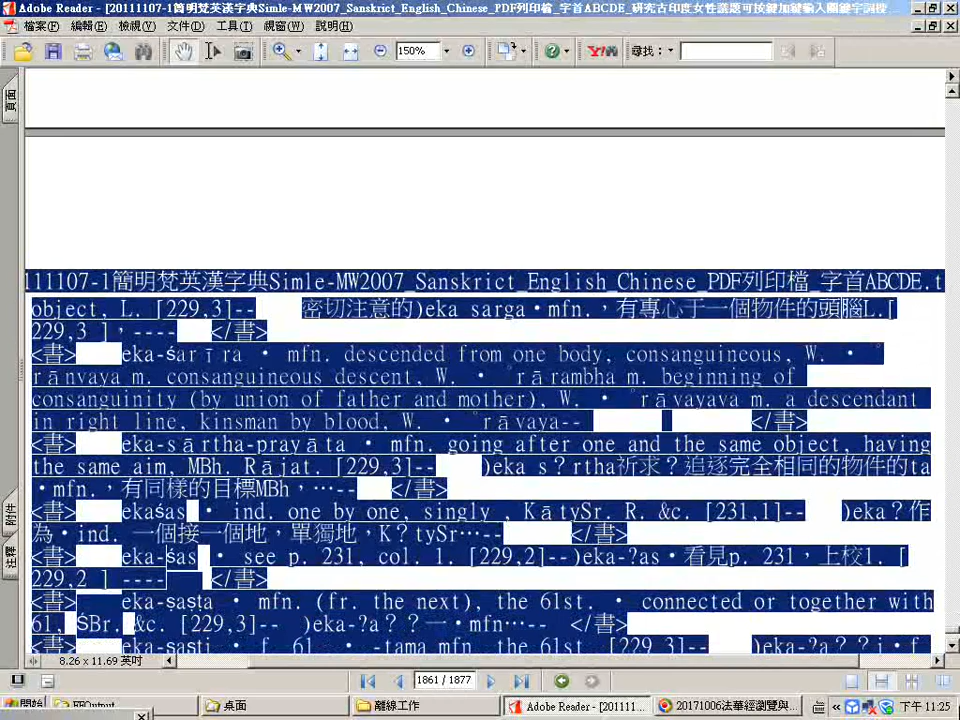 Adobe Reader - [20111107-1簡明梵英漢字典Simle-MW2007_Sanskrict_English_Chinese_PDF列印檔_字首ABCDE_研究古印度女性議題可按鍵加鍵輸入關鍵字詞搜
檔案(F) 編輯(E) 檢視(V) 文件(D) 工具(T) 視窗(W) 說明(H)
150% 尋找:
頁面
附件
注釋
111107-1簡明梵英漢字典Simle-MW2007_Sanskrict_English_Chinese_PDF列印檔_字首ABCDE.t
object, L. [229,3]-- 密切注意的)eka sarga‧mfn.，有專心于一個物件的頭腦L.[
229,3 ]，---- </書>
<書> eka-śarīra ‧ mfn. descended from one body, consanguineous, W. ‧ ゜
rānvaya m. consanguineous descent, W. ‧ ゜rārambha m. beginning of
consanguinity (by union of father and mother), W. ‧ ゜rāvayava m. a descendant
in right line, kinsman by blood, W. ‧ ゜rāvaya-- </書>
<書> eka-sārtha-prayāta ‧ mfn. going after one and the same object, having
the same aim, MBh. Rājat. [229,3]-- )eka s？rtha祈求？追逐完全相同的物件的ta
‧mfn.，有同樣的目標MBh，…-- </書>
<書> ekaśas ‧ ind. one by one, singly , KātySr. R. &c. [231,1]-- )eka？作
為‧ind. 一個接一個地，單獨地，K？tySr…-- </書>
<書> eka-śas ‧ see p. 231, col. 1. [229,2]--)eka-?as‧看見p. 231，上校1. [
229,2 ] ---- </書>
<書> eka-ṣaṣṭa ‧ mfn. (fr. the next), the 61st. ‧ connected or together with
61, ŚBr. &c. [229,3]-- )eka-?a？？一‧mfn…-- </書>
<書> eka-ṣaṣṭi ‧ f. 61. ‧ -tama mfn. the 61st. [229,3]-- )eka-?a？？i‧f
8.26 x 11.69 英吋
1861 / 1877
開始 FFOutput 桌面 離線工作 Adobe Reader - [201111... 20171006法華經瀏覽與... 下午 11:25